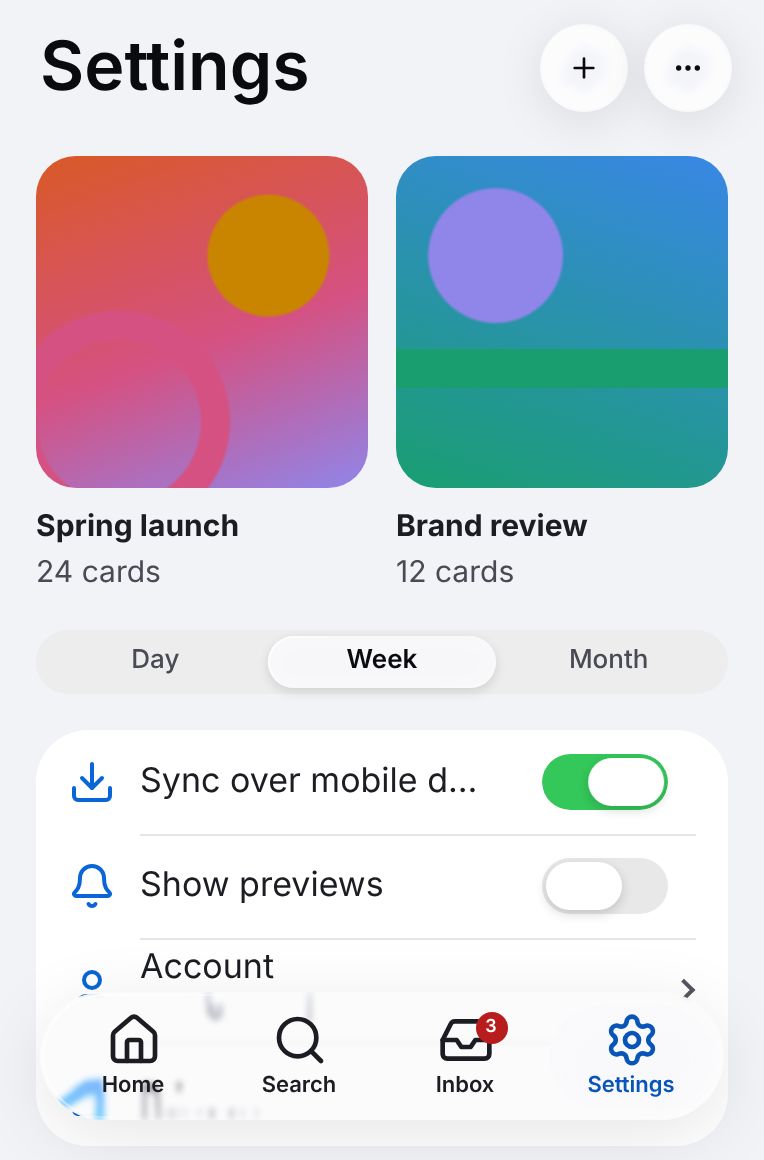 Settings
Spring launch
Brand review
24 cards
12 cards
Day
Week
Month
Sync over mobile d...
Show previews
Account
3
Home
Search
Inbox
Settings